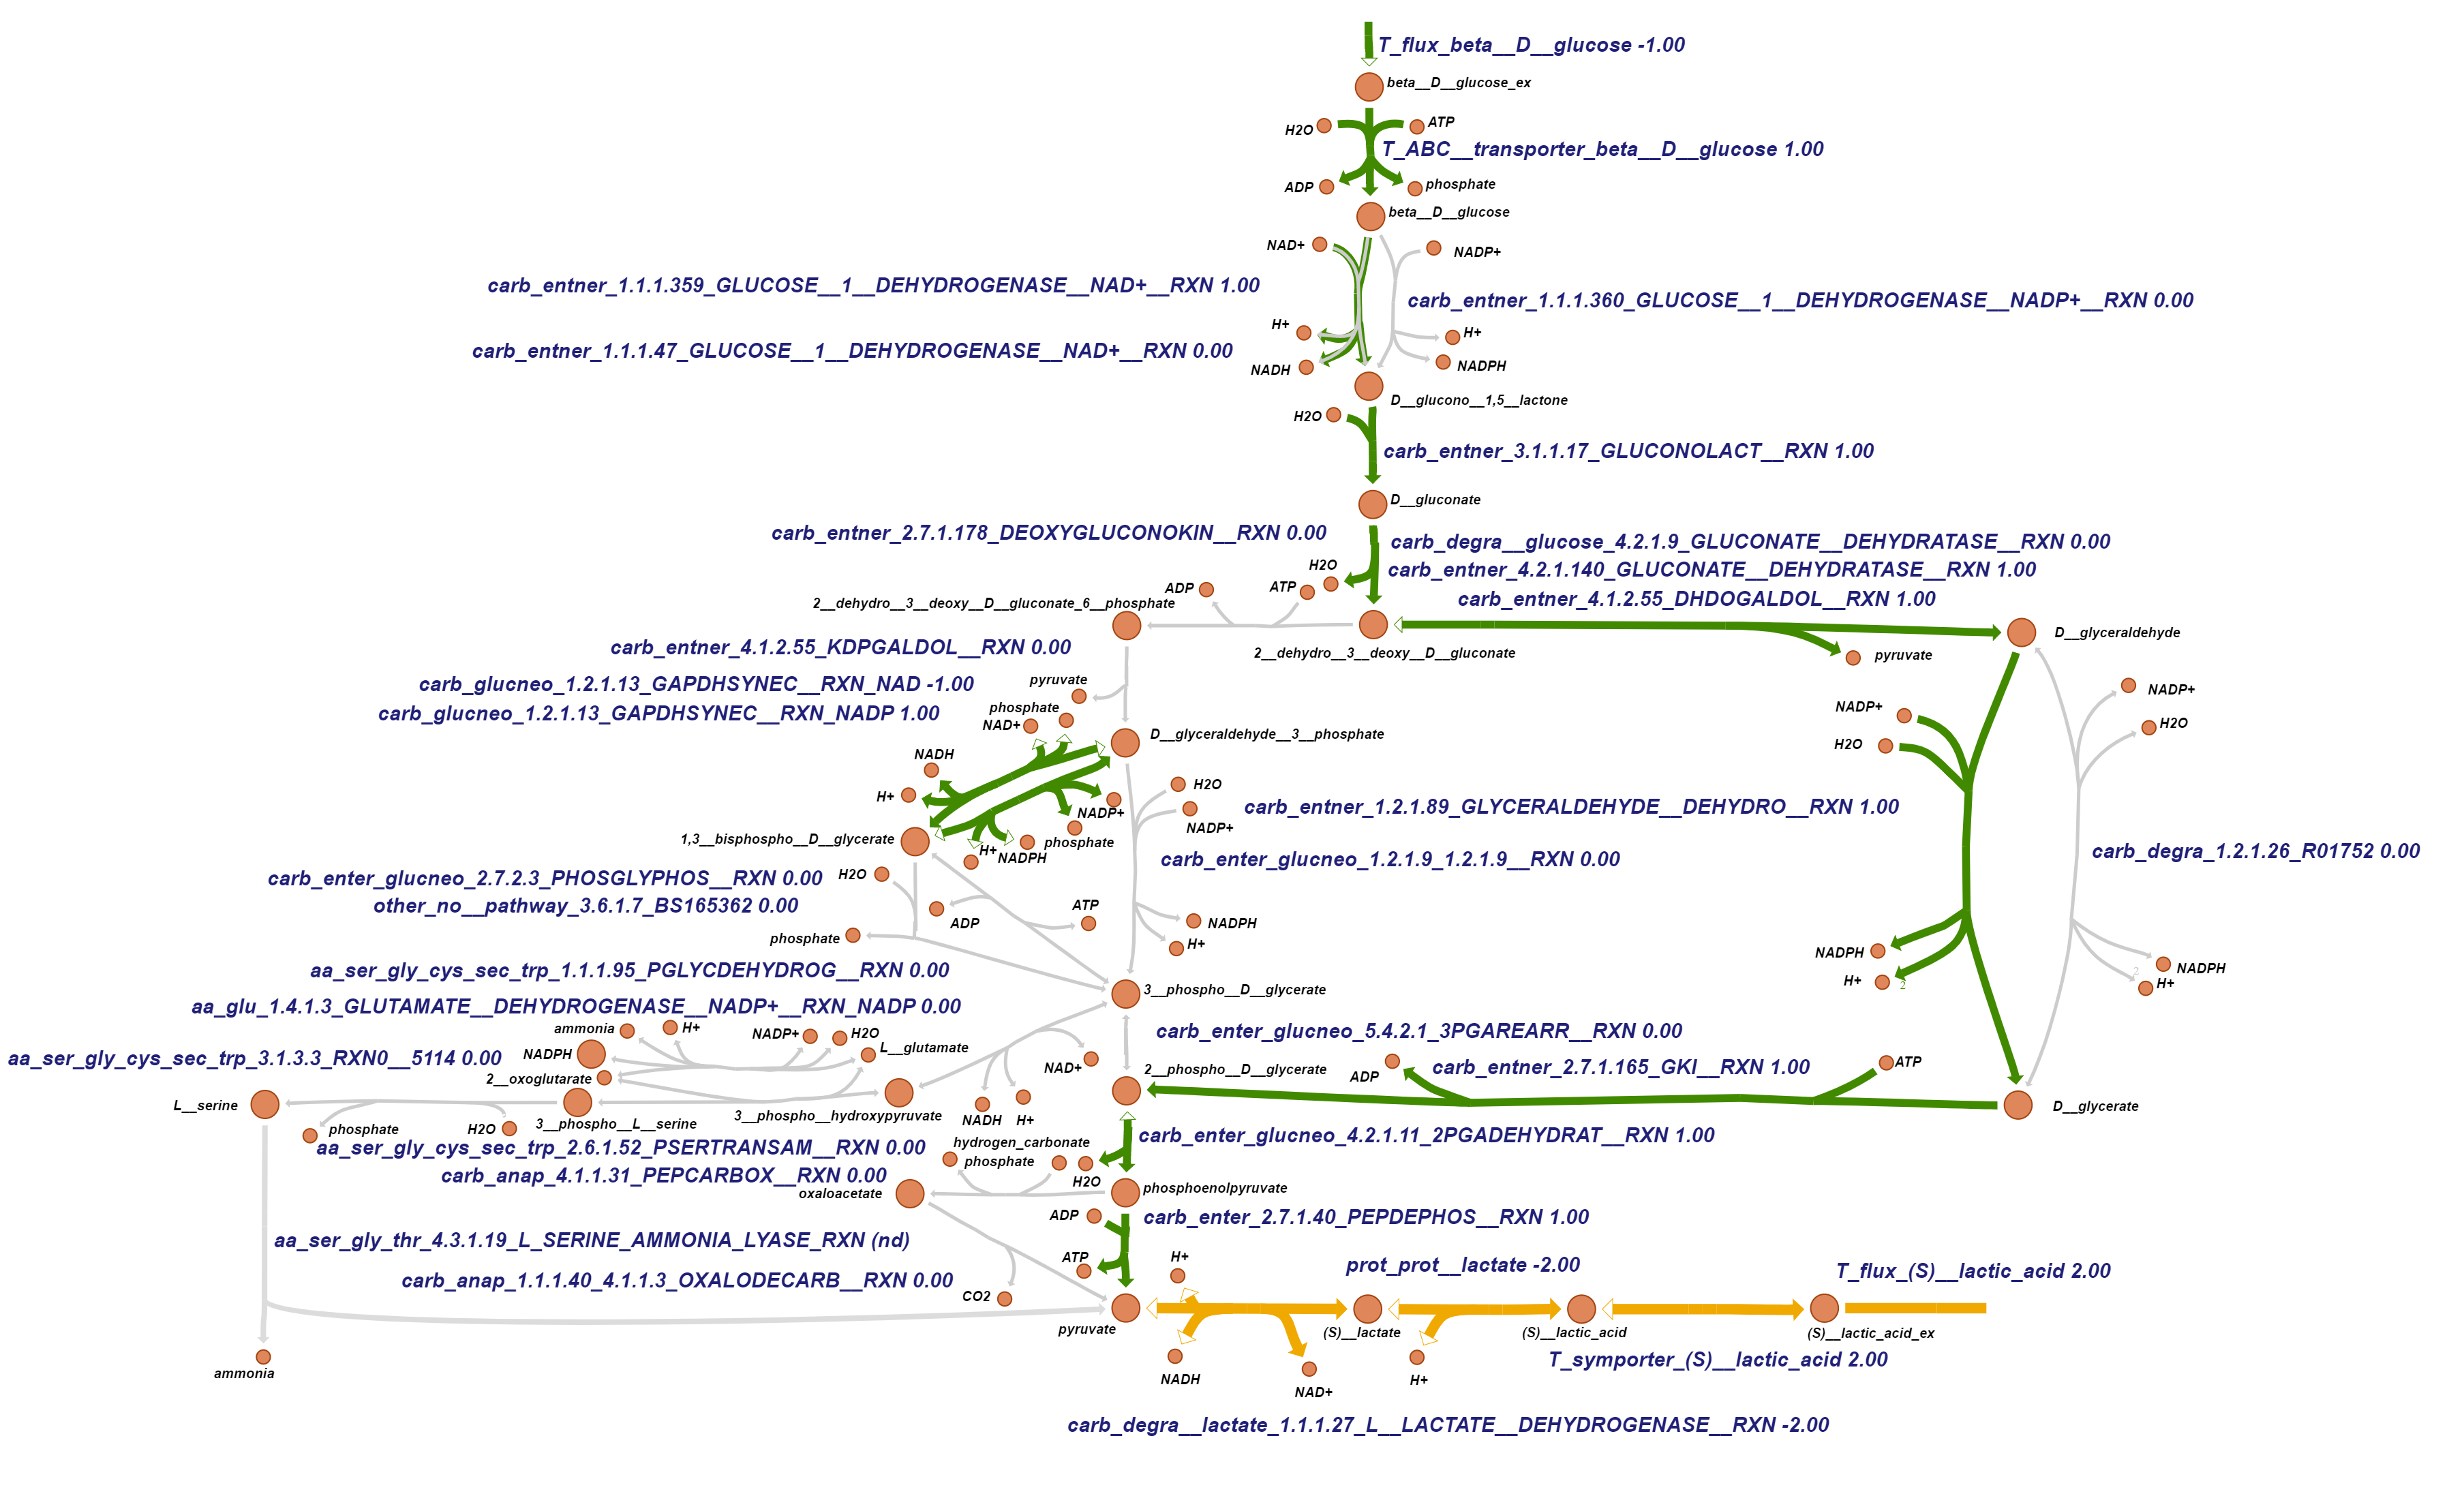 T_flux_beta__D__glucose -1.00
beta__D__glucose_ex
H2O
ATP
T_ABC__transporter_beta__D__glucose 1.00
ADP
phosphate
beta__D__glucose
NAD+
NADP+
carb_entner_1.1.1.359_GLUCOSE__1__DEHYDROGENASE__NAD+__RXN 1.00
carb_entner_1.1.1.360_GLUCOSE__1__DEHYDROGENASE__NADP+__RXN 0.00
H+
H+
carb_entner_1.1.1.47_GLUCOSE__1__DEHYDROGENASE__NAD+__RXN 0.00
NADH
NADPH
D__glucono__1,5__lactone
H2O
carb_entner_3.1.1.17_GLUCONOLACT__RXN 1.00
D__gluconate
carb_entner_2.7.1.178_DEOXYGLUCONOKIN__RXN 0.00
carb_degra__glucose_4.2.1.9_GLUCONATE__DEHYDRATASE__RXN 0.00
H2O
carb_entner_4.2.1.140_GLUCONATE__DEHYDRATASE__RXN 1.00
ADP
ATP
carb_entner_4.1.2.55_DHDOGALDOL__RXN 1.00
2__dehydro__3__deoxy__D__gluconate_6__phosphate
D__glyceraldehyde
carb_entner_4.1.2.55_KDPGALDOL__RXN 0.00
2__dehydro__3__deoxy__D__gluconate
pyruvate
carb_glucneo_1.2.1.13_GAPDHSYNEC__RXN_NAD -1.00
pyruvate
NADP+
carb_glucneo_1.2.1.13_GAPDHSYNEC__RXN_NADP 1.00
phosphate
NADP+
NAD+
H2O
D__glyceraldehyde__3__phosphate
H2O
NADH
H2O
H+
carb_entner_1.2.1.89_GLYCERALDEHYDE__DEHYDRO__RXN 1.00
NADP+
NADP+
1,3__bisphospho__D__glycerate
phosphate
H+
NADPH
carb_enter_glucneo_1.2.1.9_1.2.1.9__RXN 0.00
carb_degra_1.2.1.26_R01752 0.00
carb_enter_glucneo_2.7.2.3_PHOSGLYPHOS__RXN 0.00
H2O
other_no__pathway_3.6.1.7_BS165362 0.00
ATP
ADP
NADPH
phosphate
H+
NADPH
aa_ser_gly_cys_sec_trp_1.1.1.95_PGLYCDEHYDROG__RXN 0.00
2
NADPH
H+
2
H+
3__phospho__D__glycerate
aa_glu_1.4.1.3_GLUTAMATE__DEHYDROGENASE__NADP+__RXN_NADP 0.00
ammonia
H+
NADP+
H2O
carb_enter_glucneo_5.4.2.1_3PGAREARR__RXN 0.00
L__glutamate
aa_ser_gly_cys_sec_trp_3.1.3.3_RXN0__5114 0.00
NADPH
NAD+
2__phospho__D__glycerate
ADP
carb_entner_2.7.1.165_GKI__RXN 1.00
ATP
2__oxoglutarate
L__serine
3__phospho__hydroxypyruvate
D__glycerate
phosphate
H2O
3__phospho__L__serine
NADH
H+
carb_enter_glucneo_4.2.1.11_2PGADEHYDRAT__RXN 1.00
aa_ser_gly_cys_sec_trp_2.6.1.52_PSERTRANSAM__RXN 0.00
hydrogen_carbonate
phosphate
carb_anap_4.1.1.31_PEPCARBOX__RXN 0.00
H2O
oxaloacetate
phosphoenolpyruvate
ADP
carb_enter_2.7.1.40_PEPDEPHOS__RXN 1.00
aa_ser_gly_thr_4.3.1.19_L_SERINE_AMMONIA_LYASE_RXN (nd)
ATP
H+
prot_prot__lactate -2.00
T_flux_(S)__lactic_acid 2.00
carb_anap_1.1.1.40_4.1.1.3_OXALODECARB__RXN 0.00
CO2
pyruvate
(S)__lactate
(S)__lactic_acid
(S)__lactic_acid_ex
T_symporter_(S)__lactic_acid 2.00
ammonia
NADH
NAD+
H+
carb_degra__lactate_1.1.1.27_L__LACTATE__DEHYDROGENASE__RXN -2.00